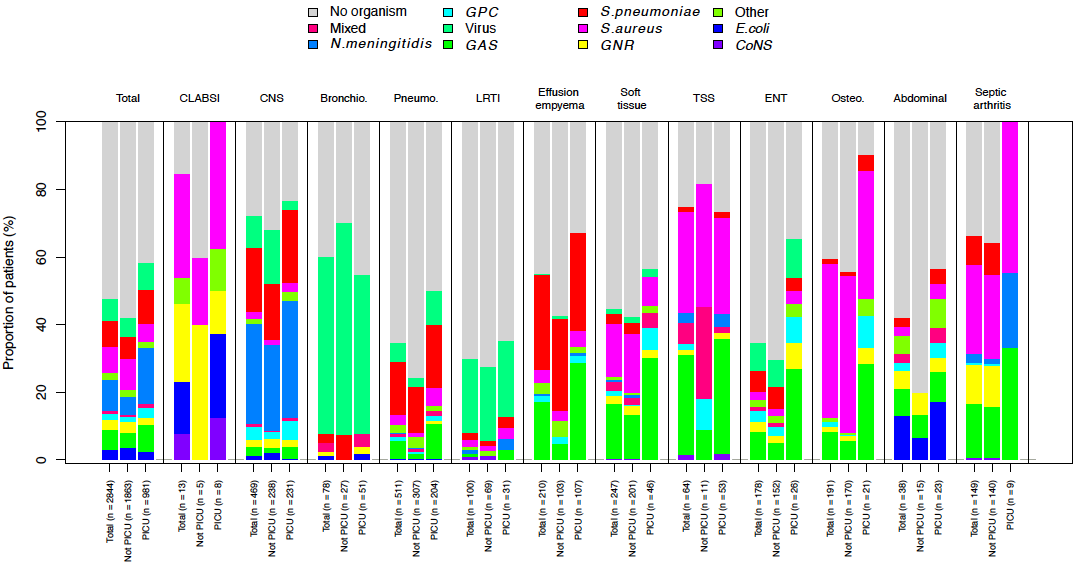 No organism GPC S.pneumoniae Other
Mixed Virus S.aureus E.coli
N.meningitidis GAS GNR CoNS
Total CLABSI CNS Bronchio. Pneumo. LRTI Effusion empyema Soft tissue TSS ENT Osteo. Abdominal Septic arthritis
Proportion of patients (%)
100
80
60
40
20
0
Total (n = 2844)
Not PICU (n = 1863)
PICU (n = 981)
Total (n = 13)
Not PICU (n = 5)
PICU (n = 8)
Total (n = 469)
Not PICU (n = 238)
PICU (n = 231)
Total (n = 78)
Not PICU (n = 27)
PICU (n = 51)
Total (n = 511)
Not PICU (n = 307)
PICU (n = 204)
Total (n = 100)
Not PICU (n = 69)
PICU (n = 31)
Total (n = 210)
Not PICU (n = 103)
PICU (n = 107)
Total (n = 247)
Not PICU (n = 201)
PICU (n = 46)
Total (n = 64)
Not PICU (n = 11)
PICU (n = 53)
Total (n = 178)
Not PICU (n = 152)
PICU (n = 26)
Total (n = 191)
Not PICU (n = 170)
PICU (n = 21)
Total (n = 38)
Not PICU (n = 15)
PICU (n = 23)
Total (n = 149)
Not PICU (n = 140)
PICU (n = 9)